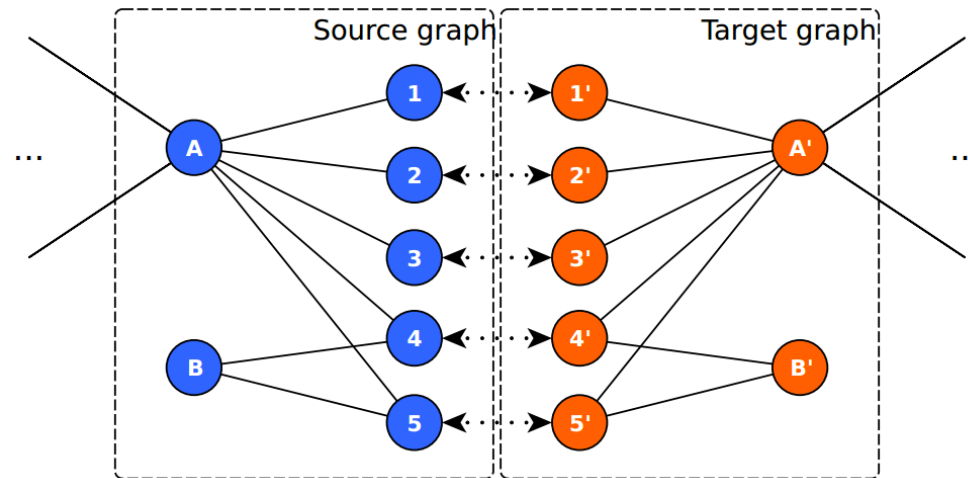 Source graph Target graph
1 1'
... A 2 2' A' ..
3 3'
4 4'
B B'
5 5'